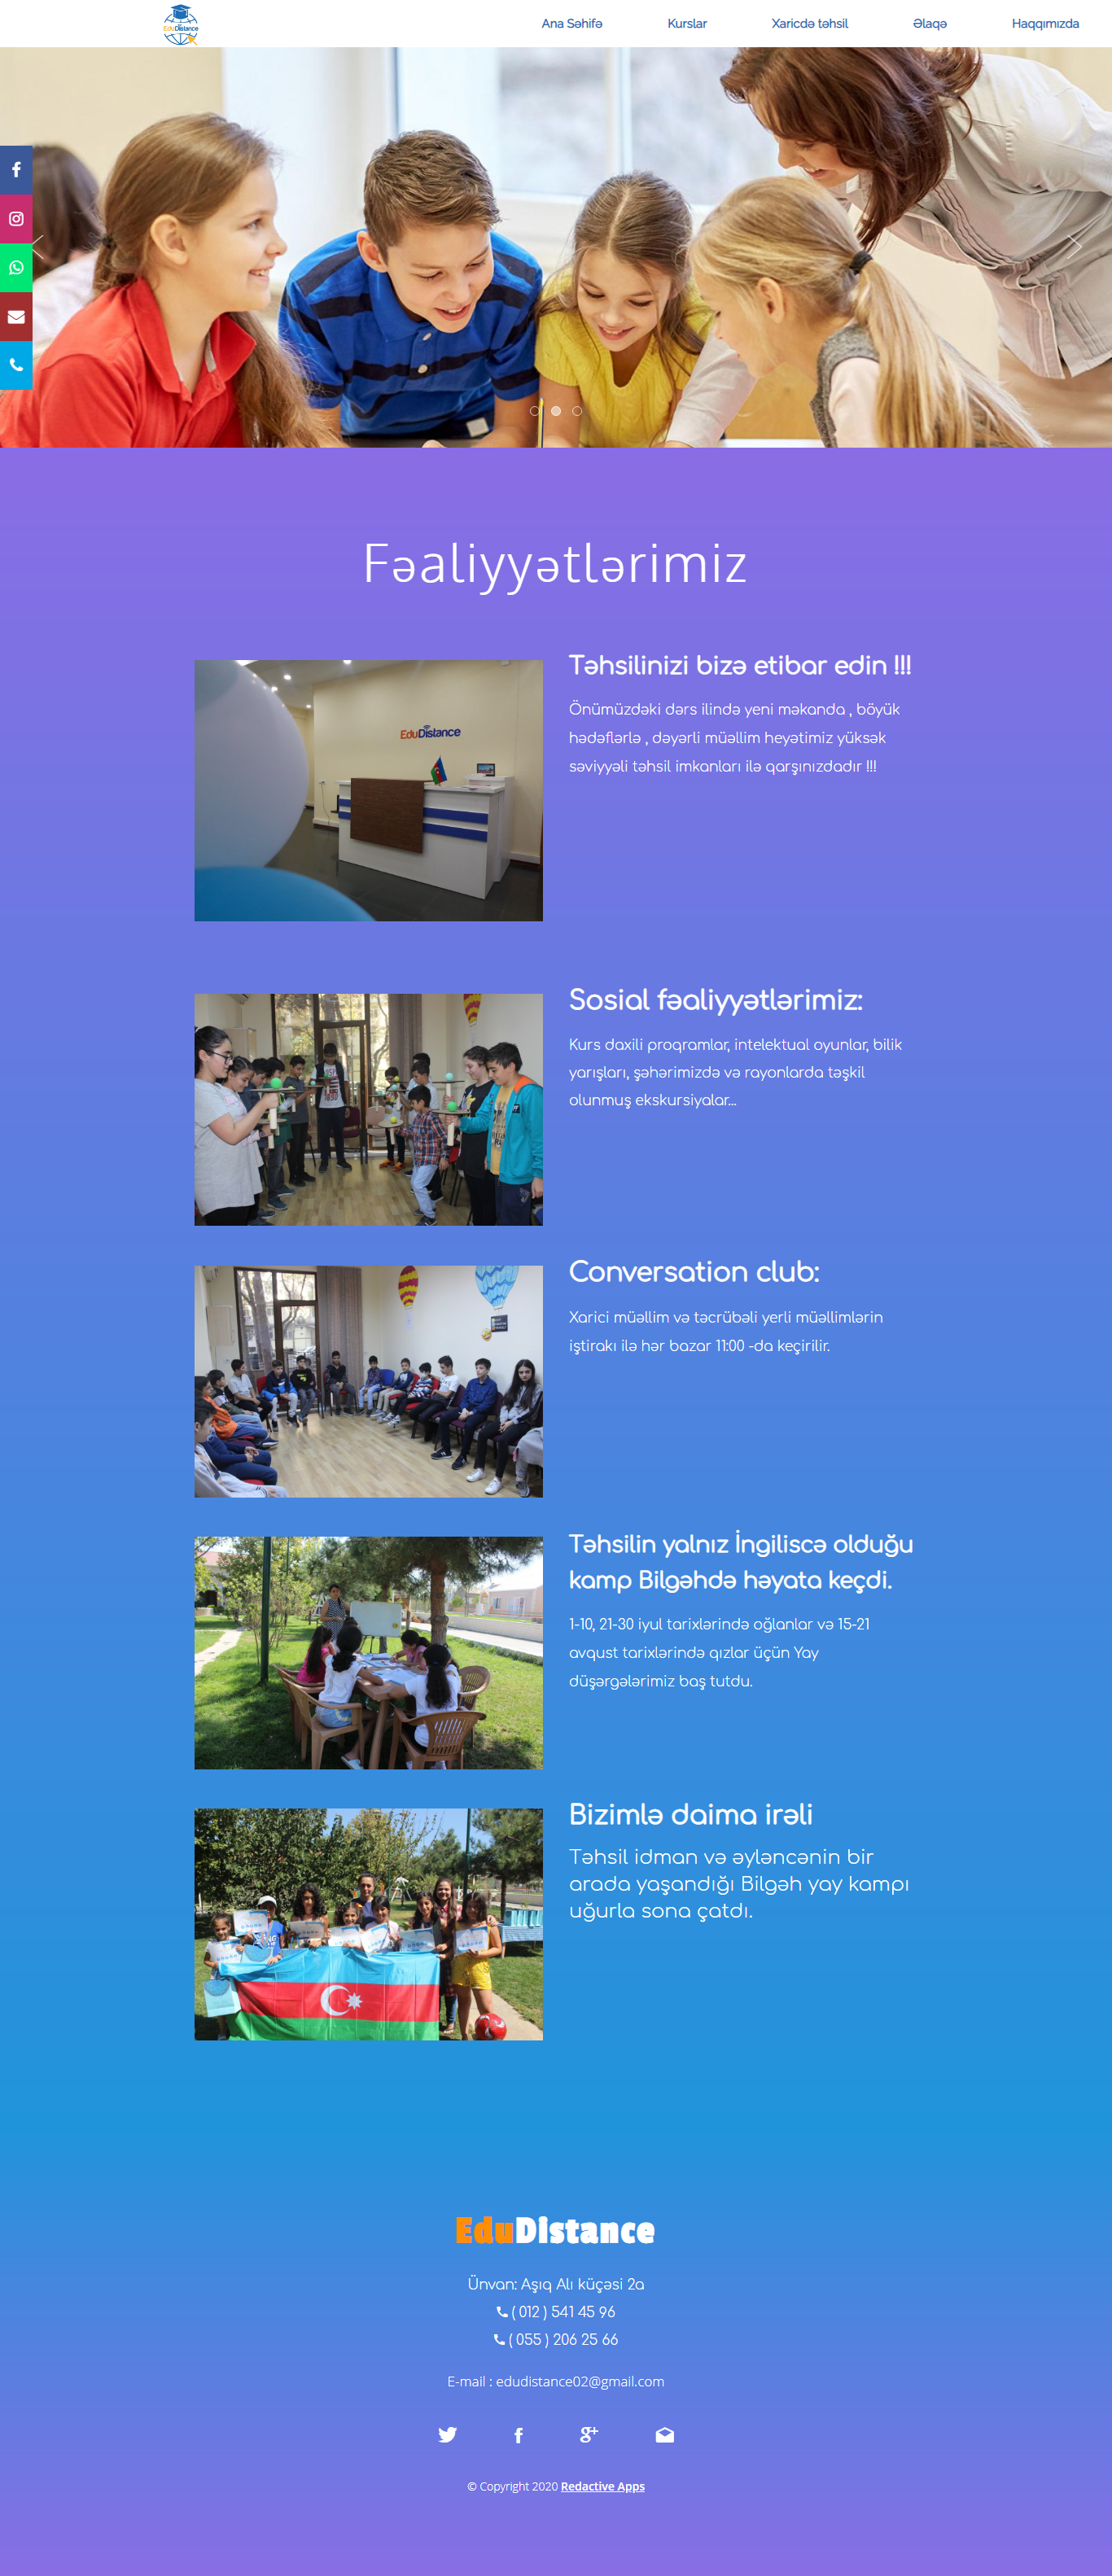 EduDistance
Ana Səhifə
Kurslar
Xaricdə təhsil
Əlaqə
Haqqımızda
Fəaliyyətlərimiz
EduDistance
Təhsilinizi bizə etibar edin !!!
Önümüzdəki dərs ilində yeni məkanda , böyük
hədəflərlə , dəyərli müəllim heyətimiz yüksək
səviyyəli təhsil imkanları ilə qarşınızdadır !!!
Sosial fəaliyyətlərimiz:
Kurs daxili proqramlar, intelektual oyunlar, bilik
yarışları, şəhərimizdə və rayonlarda təşkil
olunmuş ekskursiyalar...
Conversation club:
Xarici müəllim və təcrübəli yerli müəllimlərin
iştirakı ilə hər bazar 11:00 -da keçirilir.
Təhsilin yalnız İngiliscə olduğu
kamp Bilgəhdə həyata keçdi.
1-10, 21-30 iyul tarixlərində oğlanlar və 15-21
avqust tarixlərində qızlar üçün Yay
düşərgələrimiz baş tutdu.
Bizimlə daima irəli
Təhsil idman və əyləncənin bir
arada yaşandığı Bilgəh yay kampı
uğurla sona çatdı.
EduDistance
Ünvan: Aşıq Alı küçəsi 2a
( 012 ) 541 45 96
( 055 ) 206 25 66
E-mail : edudistance02@gmail.com
© Copyright 2020 Redactive Apps